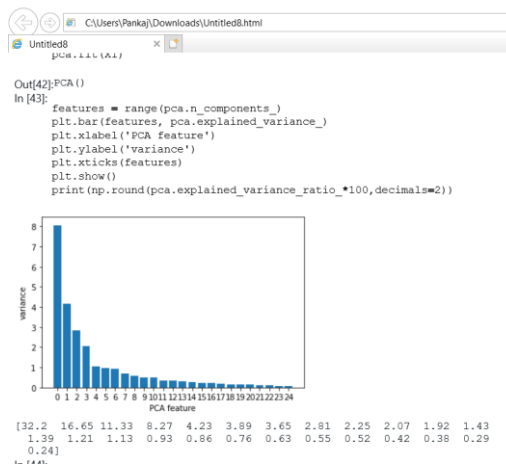 C:\Users\Pankaj\Downloads\Untitled8.html
Untitled8
pca.fit(X1)
Out[42]:PCA()
In [43]:
features = range(pca.n_components_)
plt.bar(features, pca.explained_variance_)
plt.xlabel('PCA feature')
plt.ylabel('variance')
plt.xticks(features)
plt.show()
print(np.round(pca.explained_variance_ratio_*100,decimals=2))
8
7
6
5
4
3
2
1
0
variance
0 1 2 3 4 5 6 7 8 9 10 11 12 13 14 15 16 17 18 19 20 21 22 23 24
PCA feature
[32.2 16.65 11.33 8.27 4.23 3.89 3.65 2.81 2.25 2.07 1.92 1.43
1.39 1.21 1.13 0.93 0.86 0.76 0.63 0.55 0.52 0.42 0.38 0.29
0.24]
In [44]: